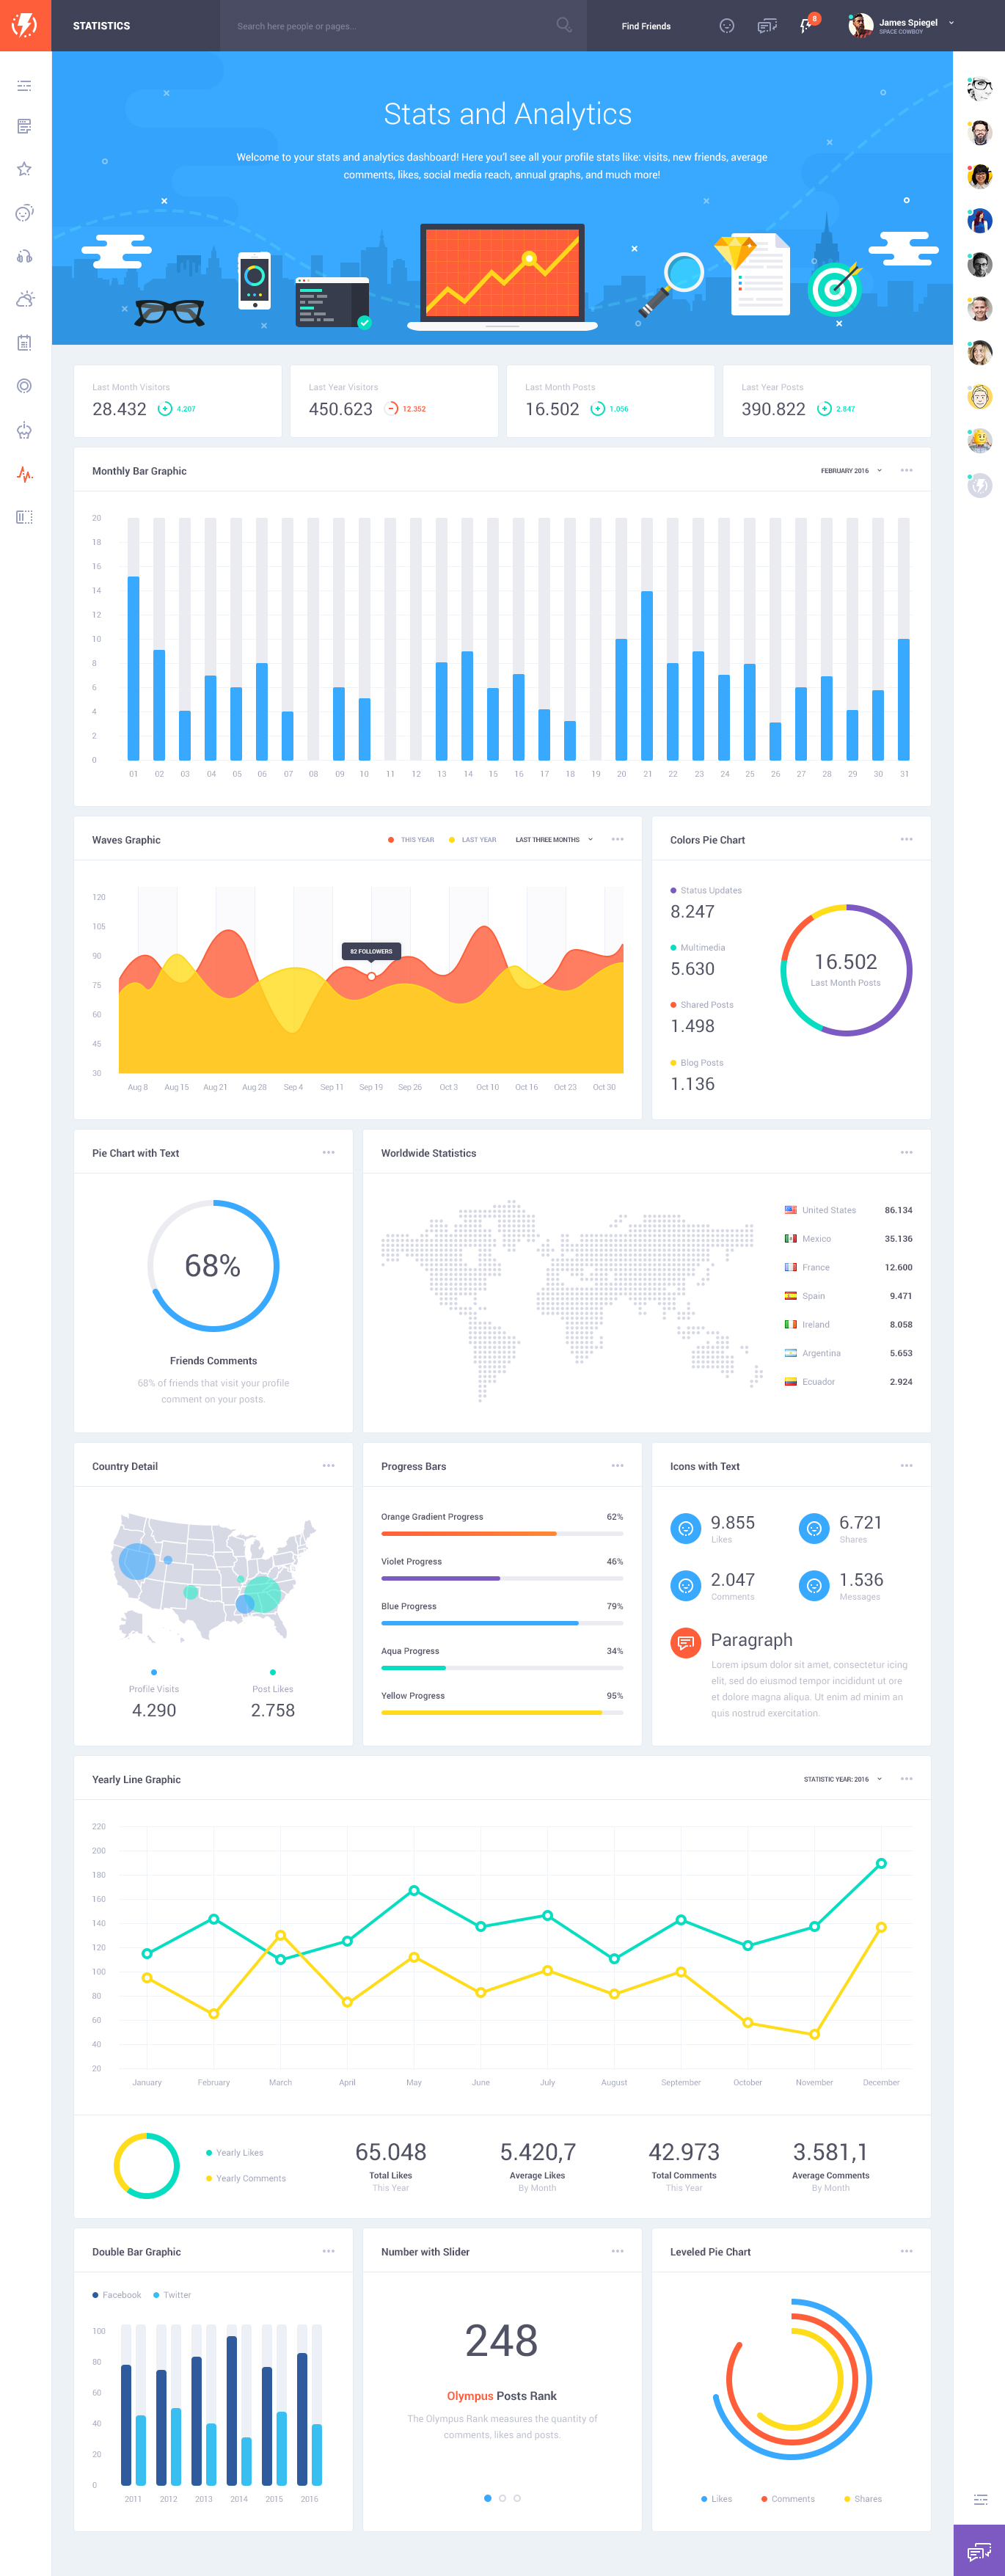 STATISTICS
Search here people or pages...
Find Friends
8
James Spiegel
SPACE COWBOY
Stats and Analytics
Welcome to your stats and analytics dashboard! Here you'l see all your profile stats like: visits, new friends, average
comments, likes, social media reach, annual graphs, and much more!
Last Month Visitors
28.432
4.207
Last Year Visitors
450.623
12.352
Last Month Posts
16.502
1.056
Last Year Posts
390.822
2.847
Monthly Bar Graphic
FEBRUARY 2016
20
18
16
14
12
10
8
6
4
2
0
01 02 03 04 05 06 07 08 09 10 11 12 13 14 15 16 17 18 19 20 21 22 23 24 25 26 27 28 29 30 31
Waves Graphic
THIS YEAR
LAST YEAR
LAST THREE MONTHS
120
105
90
75
60
45
30
82 FOLLOWERS
Aug 8 Aug 15 Aug 21 Aug 28 Sep 4 Sep 11 Sep 19 Sep 26 Oct 3 Oct 10 Oct 16 Oct 23 Oct 30
Colors Pie Chart
Status Updates
8.247
Multimedia
5.630
Shared Posts
1.498
Blog Posts
1.136
16.502
Last Month Posts
Pie Chart with Text
68%
Friends Comments
68% of friends that visit your profile
comment on your posts.
Worldwide Statistics
United States 86.134
Mexico 35.136
France 12.600
Spain 9.471
Ireland 8.058
Argentina 5.653
Ecuador 2.924
Country Detail
Profile Visits
4.290
Post Likes
2.758
Progress Bars
Orange Gradient Progress 62%
Violet Progress 46%
Blue Progress 79%
Aqua Progress 34%
Yellow Progress 95%
Icons with Text
9.855
Likes
6.721
Shares
2.047
Comments
1.536
Messages
Paragraph
Lorem ipsum dolor sit amet, consectetur icing
elit, sed do eiusmod tempor incididunt ut ore
et dolore magna aliqua. Ut enim ad minim an
quis nostrud exercitation.
Yearly Line Graphic
STATISTIC YEAR: 2016
220
200
180
160
140
120
100
80
60
40
20
January February March April May June July August September October November December
Yearly Likes
Yearly Comments
65.048
Total Likes
This Year
5.420,7
Average Likes
By Month
42.973
Total Comments
This Year
3.581,1
Average Comments
By Month
Double Bar Graphic
Facebook
Twitter
100
80
60
40
20
0
2011 2012 2013 2014 2015 2016
Number with Slider
248
Olympus Posts Rank
The Olympus Rank measures the quantity of
comments, likes and posts.
Leveled Pie Chart
Likes
Comments
Shares